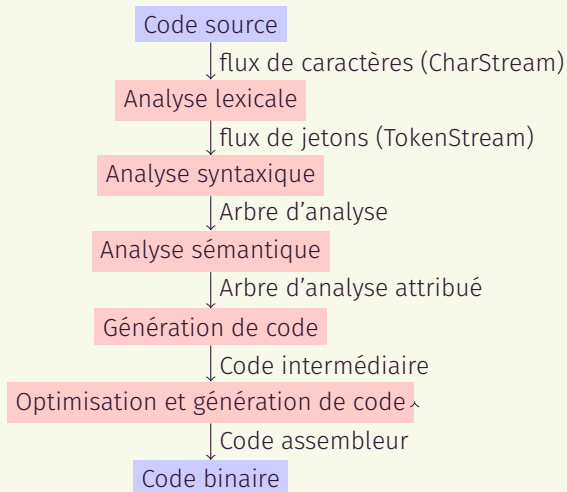 Code source
flux de caractères (CharStream)
Analyse lexicale
flux de jetons (TokenStream)
Analyse syntaxique
Arbre d’analyse
Analyse sémantique
Arbre d’analyse attribué
Génération de code
Code intermédiaire
Optimisation et génération de code
Code assembleur
Code binaire